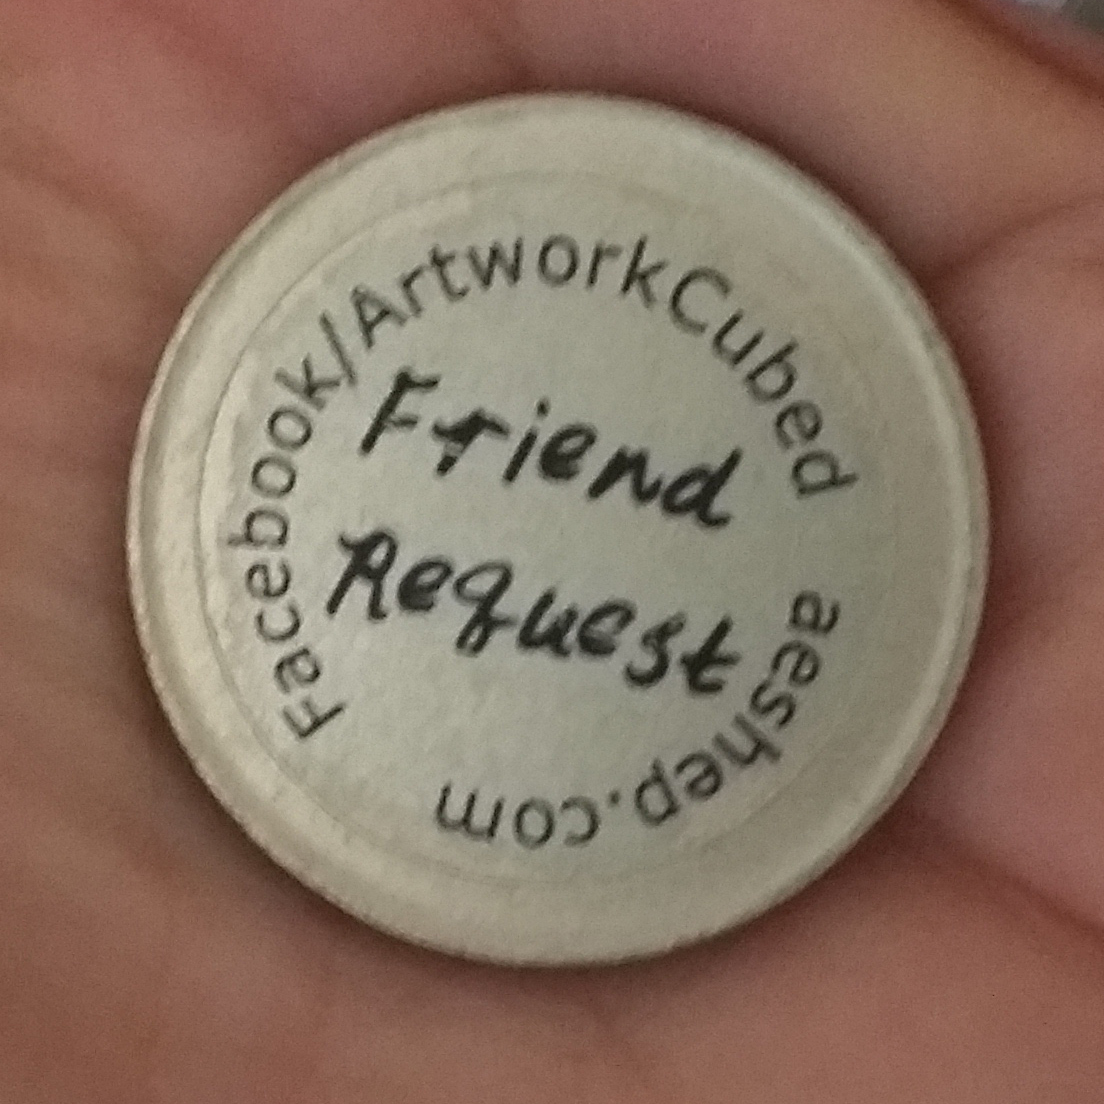 Facebook/ArtworkCubed
Friend
Request
aeshep.com